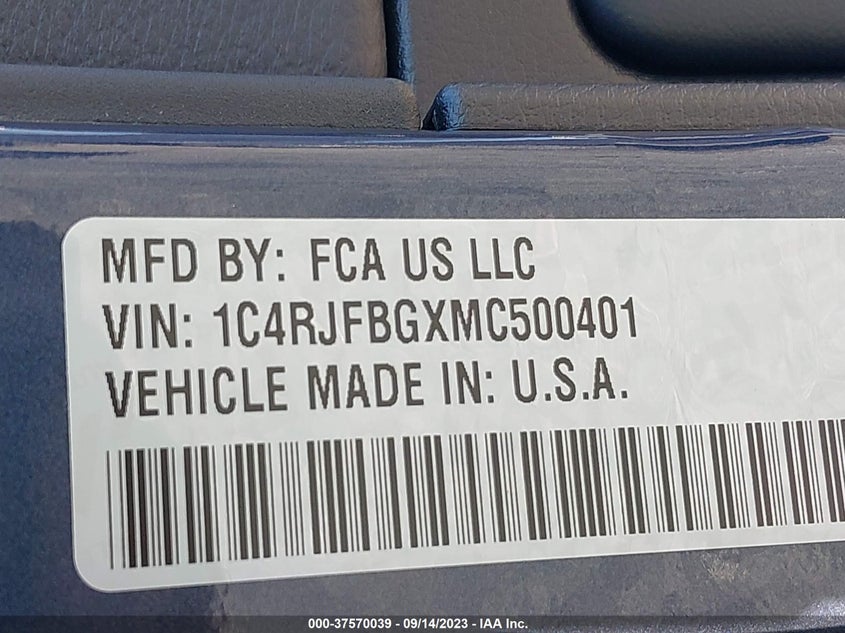 MFD BY: FCA US LLC
VIN: 1C4RJFBGXMC500401
VEHICLE MADE IN: U.S.A.
000-37570039 - 09/14/2023 - IAA Inc.